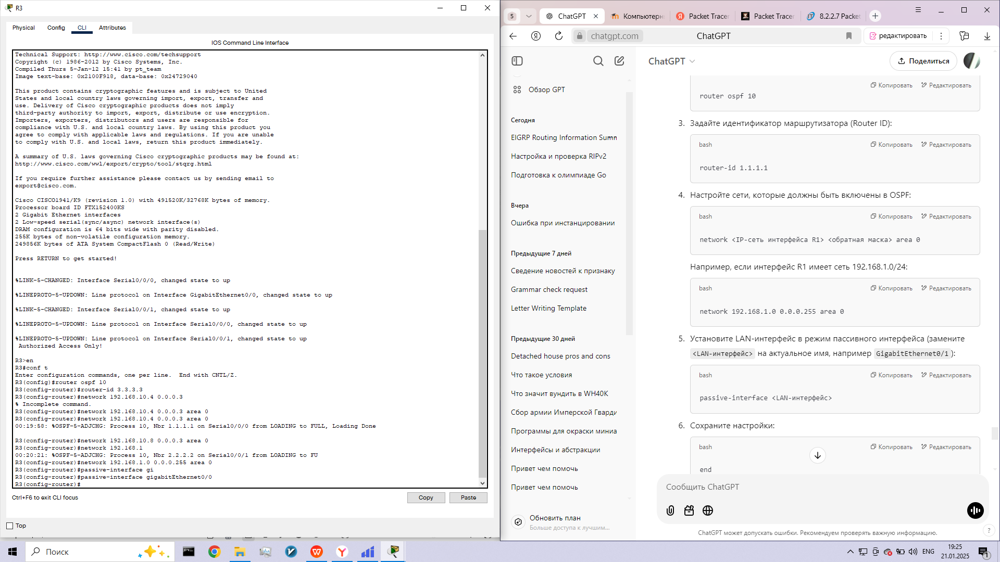 R3
Physical
Config
CLI
Attributes
IOS Command Line Interface
Technical Support: http://www.cisco.com/techsupport
Copyright (c) 1986-2012 by Cisco Systems, Inc.
Compiled Thurs 5-Jan-12 15:41 by pt_team
Image text-base: 0x2100F918, data-base: 0x24729040
This product contains cryptographic features and is subject to United
States and local country laws governing import, export, transfer and
use. Delivery of Cisco cryptographic products does not imply
third-party authority to import, export, distribute or use encryption.
Importers, exporters, distributors and users are responsible for
compliance with U.S. and local country laws. By using this product you
agree to comply with applicable laws and regulations. If you are unable
to comply with U.S. and local laws, return this product immediately.
A summary of U.S. laws governing Cisco cryptographic products may be found at:
http://www.cisco.com/wwl/export/crypto/tool/stqrg.html
If you require further assistance please contact us by sending email to
export@cisco.com.
Cisco CISCO1941/K9 (revision 1.0) with 491520K/32768K bytes of memory.
Processor board ID FTX152400KS
2 Gigabit Ethernet interfaces
2 Low-speed serial(sync/async) network interface(s)
DRAM configuration is 64 bits wide with parity disabled.
255K bytes of non-volatile configuration memory.
249856K bytes of ATA System CompactFlash 0 (Read/Write)
Press RETURN to get started!
%LINK-5-CHANGED: Interface Serial0/0/0, changed state to up
%LINEPROTO-5-UPDOWN: Line protocol on Interface GigabitEthernet0/0, changed state to up
%LINK-5-CHANGED: Interface Serial0/0/1, changed state to up
%LINEPROTO-5-UPDOWN: Line protocol on Interface Serial0/0/0, changed state to up
%LINEPROTO-5-UPDOWN: Line protocol on Interface Serial0/0/1, changed state to up
Authorized Access Only!
R3>en
R3#conf t
Enter configuration commands, one per line.  End with CNTL/Z.
R3(config)#router ospf 10
R3(config-router)#router-id 3.3.3.3
R3(config-router)#network 192.168.10.4 0.0.0.3
% Incomplete command.
R3(config-router)#network 192.168.10.4 0.0.0.3 area 0
R3(config-router)#network 192.168.10.4 0.0.0.3 area 0
00:19:58: %OSPF-5-ADJCHG: Process 10, Nbr 1.1.1.1 on Serial0/0/0 from LOADING to FULL, Loading Done
R3(config-router)#network 192.168.10.8 0.0.0.3 area 0
R3(config-router)#network 192.168.1
00:20:21: %OSPF-5-ADJCHG: Process 10, Nbr 2.2.2.2 on Serial0/0/1 from LOADING to FU
R3(config-router)#network 192.168.1.0 0.0.0.255 area 0
R3(config-router)#passive-interface gi
R3(config-router)#passive-interface gigabitEthernet0/0
R3(config-router)#
Ctrl+F6 to exit CLI focus
Copy
Paste
Top
5
ChatGPT
Компьютерн
Packet Trace
Packet Trace
8.2.2.7 Packet
chatgpt.com
ChatGPT
редактировать
ChatGPT
Поделиться
Обзор GPT
Сегодня
EIGRP Routing Information Summ
Настройка и проверка RIPv2
Подготовка к олимпиаде Go
Вчера
Ошибка при инстанцировании
Предыдущие 7 дней
Сведение новостей к признаку
Grammar check request
Letter Writing Template
Предыдущие 30 дней
Detached house pros and cons
Что такое условия
Что значит вундить в WH40K
Сбор армии Имперской Гварди
Программы для окраски миниа
Интерфейсы и абстракции
Привет чем помочь
Привет чем помочь
Обновить план
Больше доступа к лучшим...
Копировать Редактировать
router ospf 10
3. Задайте идентификатор маршрутизатора (Router ID):
bash Копировать Редактировать
router-id 1.1.1.1
4. Настройте сети, которые должны быть включены в OSPF:
bash Копировать Редактировать
network <IP-сеть интерфейса R1> <обратная маска> area 0
Например, если интерфейс R1 имеет сеть 192.168.1.0/24:
bash Копировать Редактировать
network 192.168.1.0 0.0.0.255 area 0
5. Установите LAN-интерфейс в режим пассивного интерфейса (замените
<LAN-интерфейс> на актуальное имя, например GigabitEthernet0/1):
bash Копировать Редактировать
passive-interface <LAN-интерфейс>
6. Сохраните настройки:
bash Копировать Редактировать
end
Сообщить ChatGPT
ChatGPT может допускать ошибки. Рекомендуем проверять важную информацию.
?
Поиск
ENG
19:25
21.01.2025
1